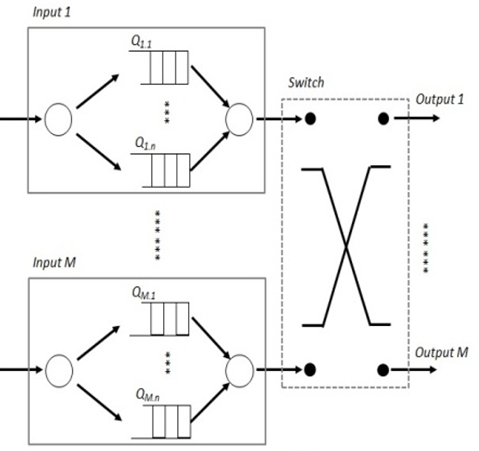 Input 1
Q1.1
***
Q1.n
Switch
Output 1
******
******
Input M
QM.1
***
QM.n
Output M